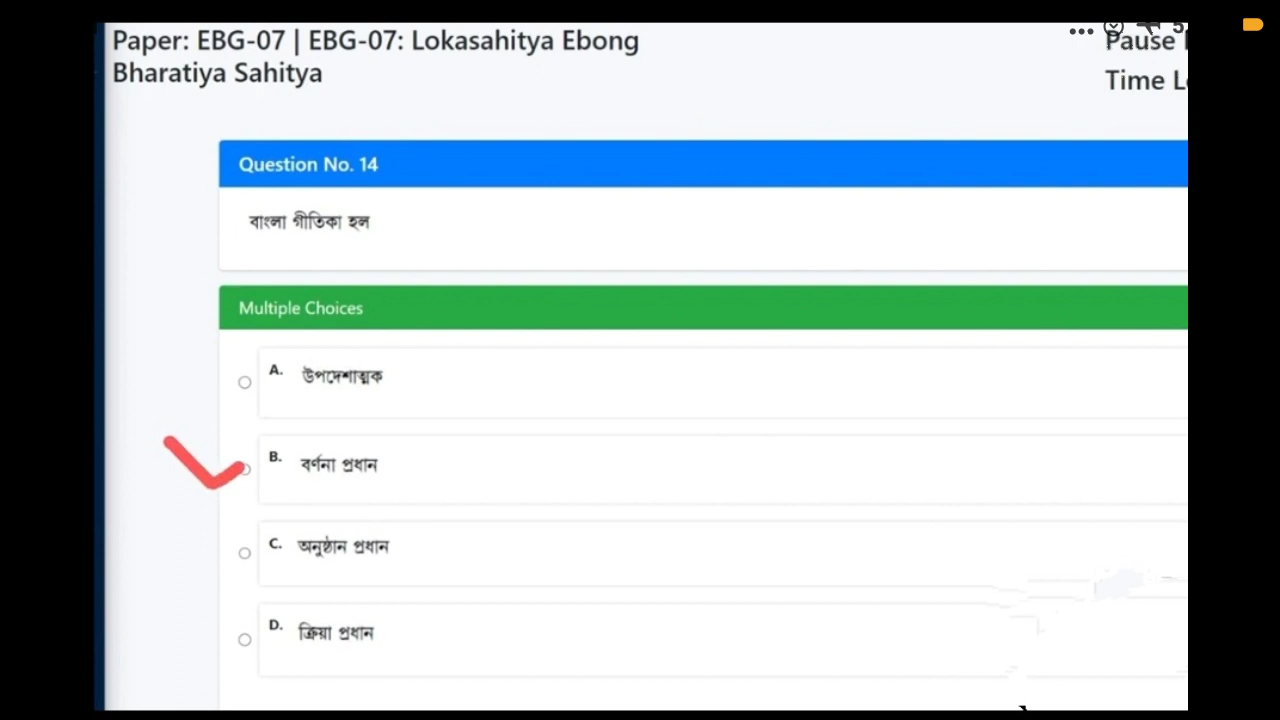 Paper: EBG-07 | EBG-07: Lokasahitya Ebong
Bharatiya Sahitya
Pause
Time
Question No. 14
বাংলা গীতিকা হল
Multiple Choices
A. উপদেশাত্মক
B. বর্ণনা প্রধান
C. অনুষ্ঠান প্রধান
D. ক্রিয়া প্রধান